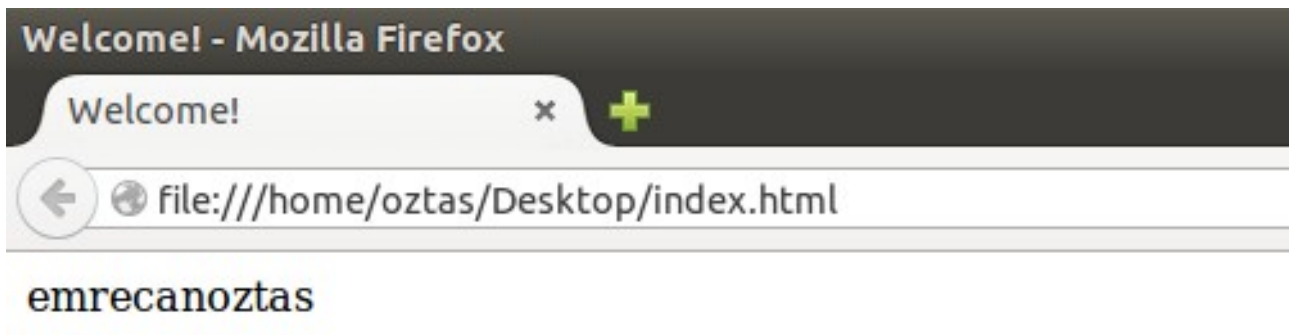 Welcome! - Mozilla Firefox
Welcome!
file:///home/oztas/Desktop/index.html
emrecanoztas